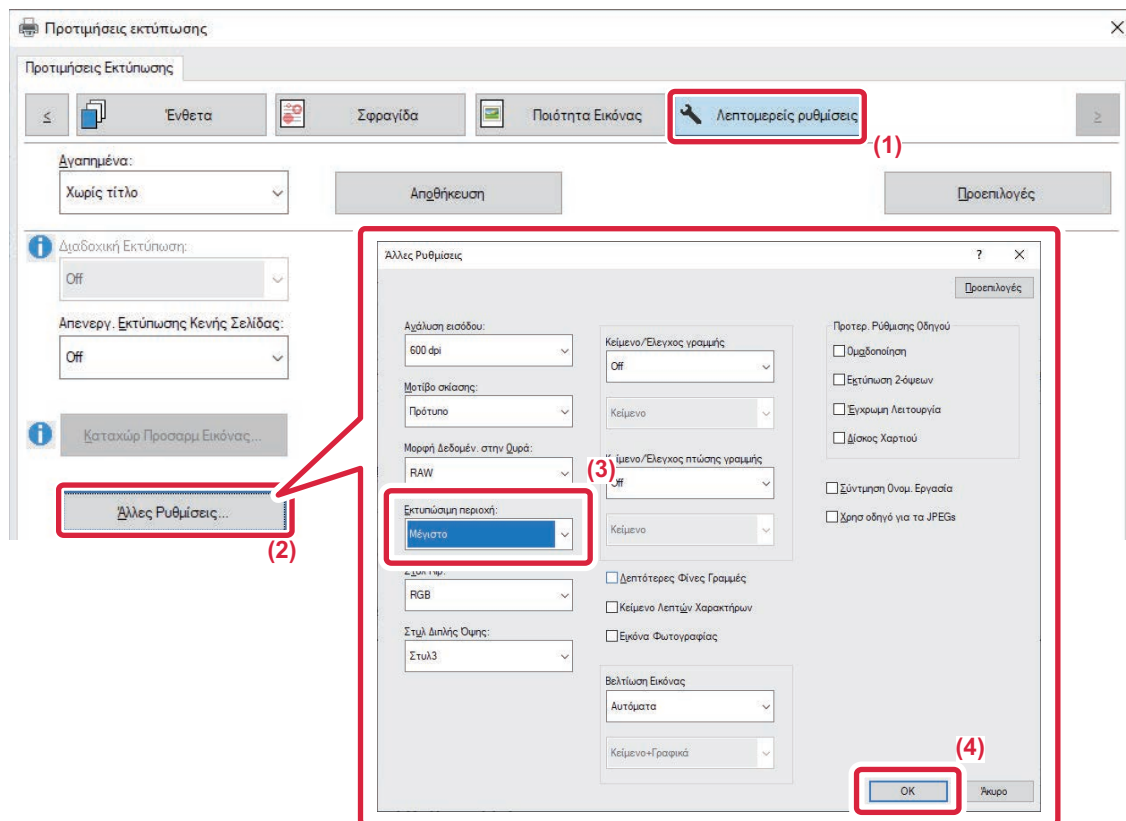 Προτιμήσεις εκτύπωσης
Προτιμήσεις Εκτύπωσης
<
Ένθετα
Σφραγίδα
Ποιότητα Εικόνας
Λεπτομερείς ρυθμίσεις
>
(1)
Αγαπημένα:
Χωρίς τίτλο
Αποθήκευση
Προεπιλογές
Διαδοχική Εκτύπωση:
Off
Απενεργ. Εκτύπωσης Κενής Σελίδας:
Off
Καταχώρ Προσαρμ Εικόνας...
Άλλες Ρυθμίσεις...
(2)
Άλλες Ρυθμίσεις
?
Προεπιλογές
Ανάλυση εισόδου:
600 dpi
Μοτίβο σκίασης:
Πρότυπο
Μορφή Δεδομέν. στην Ουρά:
RAW
(3)
Εκτυπώσιμη περιοχή:
Μέγιστο
RGB
Στυλ Διπλής Όψης:
Στυλ3
Κείμενο/Έλεγχος γραμμής
Off
Κείμενο
Κείμενο/Έλεγχος πτώσης γραμμής
Off
Κείμενο
Λεπτότερες Φίνες Γραμμές
Κείμενο Λεπτών Χαρακτήρων
Εικόνα Φωτογραφίας
Βελτίωση Εικόνας
Αυτόματα
Κείμενο+Γραφικά
Προτερ. Ρύθμισης Οδηγού
Ομαδοποίηση
Εκτύπωση 2-όψεων
Έγχρωμη Λειτουργία
Δίσκος Χαρτιού
Σύντμηση Ονομ. Εργασία
Χρησ οδηγό για τα JPEGs
(4)
OK
Άκυρο